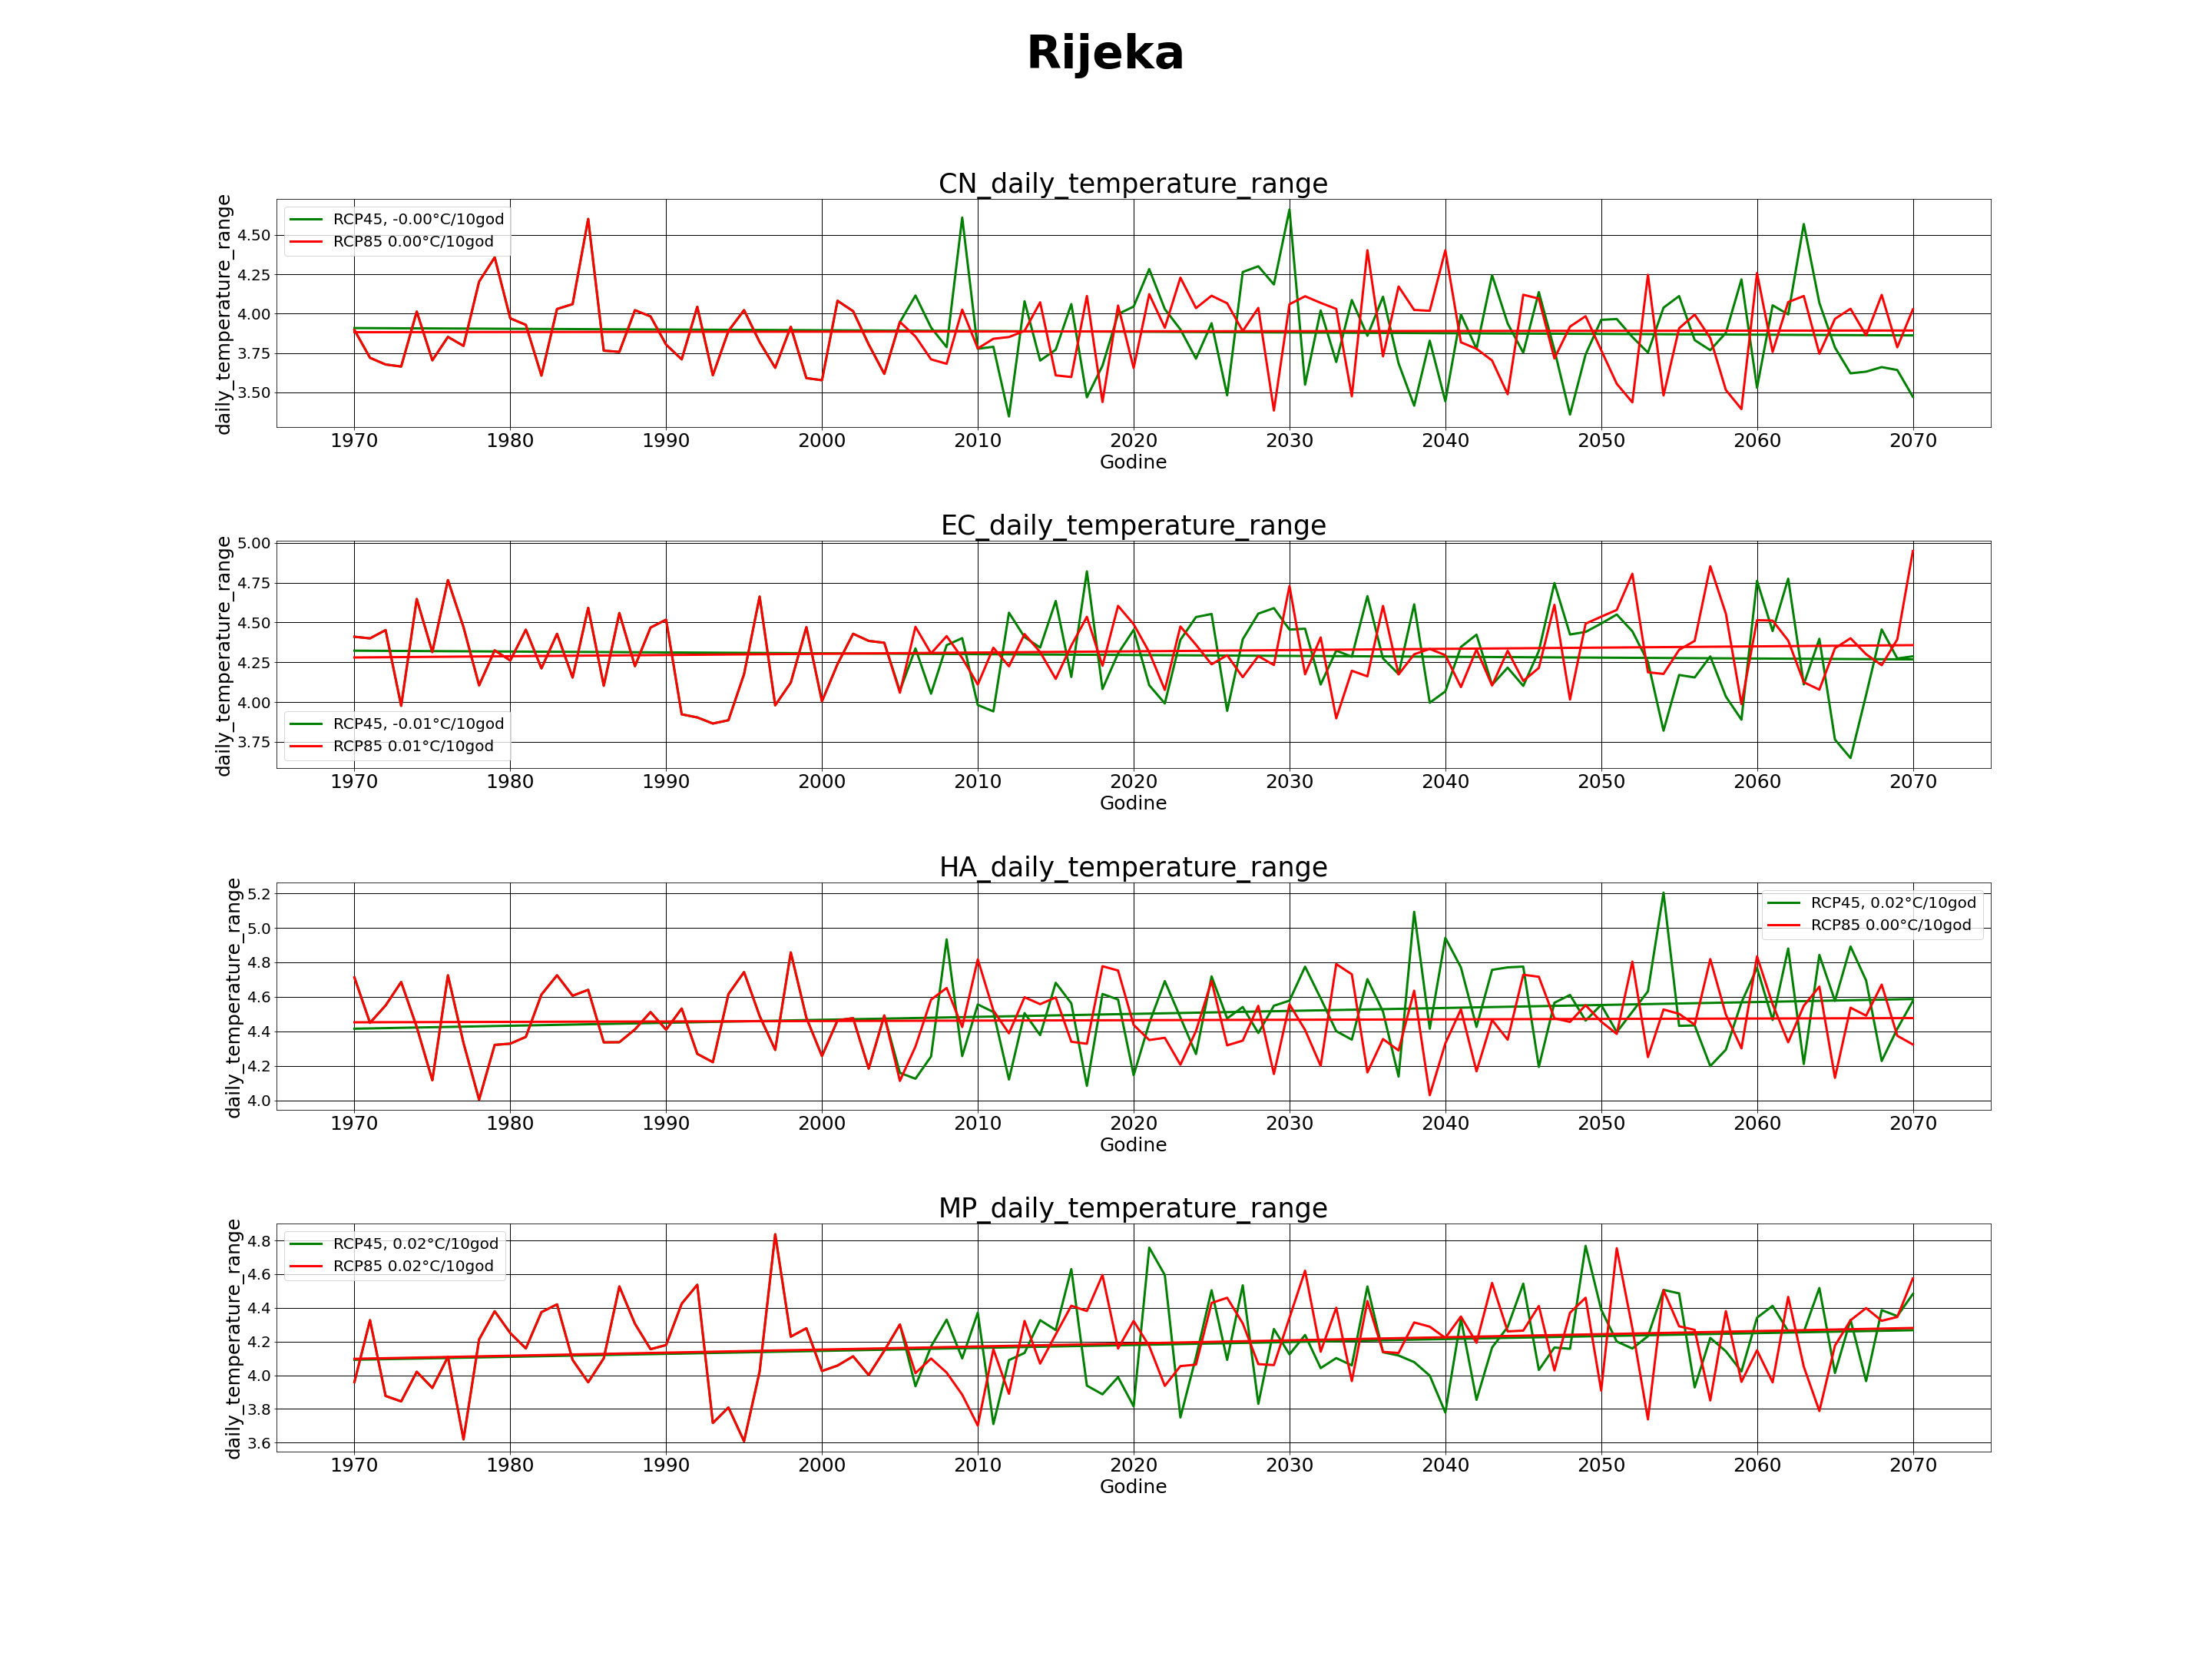 Rijeka
CN_daily_temperature_range
daily_temperature_range
4.50
4.25
4.00
3.75
3.50
RCP45, -0.00°C/10god
RCP85 0.00°C/10god
1970 1980 1990 2000 2010 2020 2030 2040 2050 2060 2070
Godine
EC_daily_temperature_range
daily_temperature_range
5.00
4.75
4.50
4.25
4.00
3.75
RCP45, -0.01°C/10god
RCP85 0.01°C/10god
1970 1980 1990 2000 2010 2020 2030 2040 2050 2060 2070
Godine
HA_daily_temperature_range
daily_temperature_range
5.2
5.0
4.8
4.6
4.4
4.2
4.0
RCP45, 0.02°C/10god
RCP85 0.00°C/10god
1970 1980 1990 2000 2010 2020 2030 2040 2050 2060 2070
Godine
MP_daily_temperature_range
daily_temperature_range
4.8
4.6
4.4
4.2
4.0
3.8
3.6
RCP45, 0.02°C/10god
RCP85 0.02°C/10god
1970 1980 1990 2000 2010 2020 2030 2040 2050 2060 2070
Godine